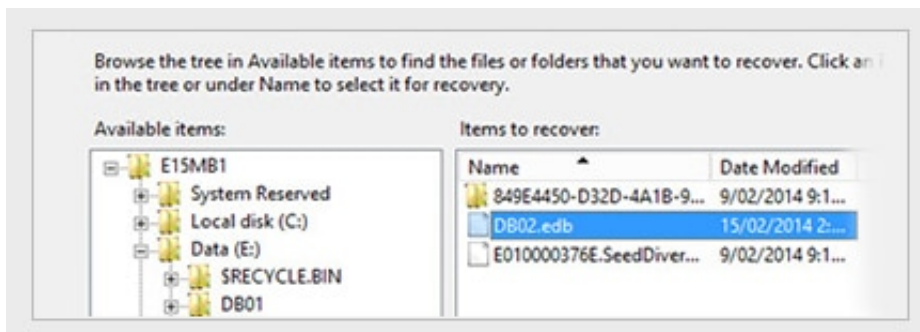 Browse the tree in Available items to find the files or folders that you want to recover. Click an
in the tree or under Name to select it for recovery.
Available items:
Items to recover:
E15MB1
System Reserved
Local disk (C:)
Data (E:)
$RECYCLE.BIN
DB01
Name Date Modified
849E4450-D32D-4A1B-9... 9/02/2014 9:1...
DB02.edb 15/02/2014 2:...
E010000376E.SeedDiver... 9/02/2014 9:1...